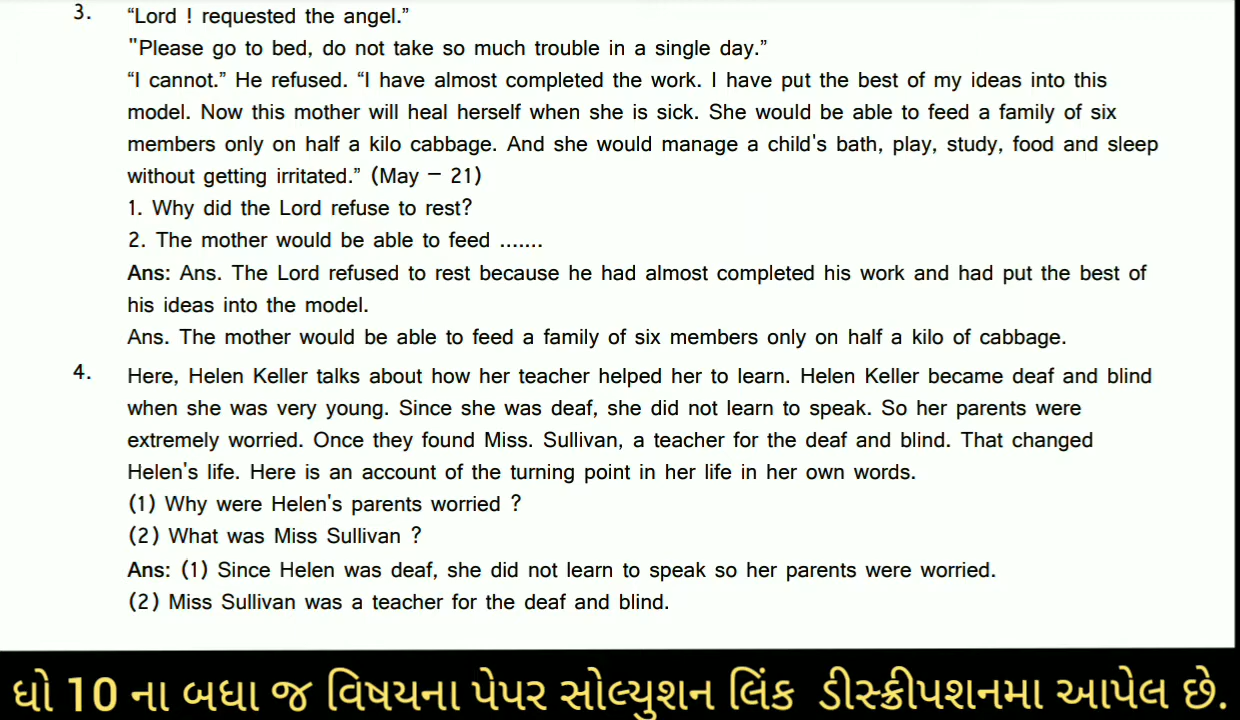 3. “Lord ! requested the angel.”
"Please go to bed, do not take so much trouble in a single day.”
“I cannot.” He refused. “I have almost completed the work. I have put the best of my ideas into this
model. Now this mother will heal herself when she is sick. She would be able to feed a family of six
members only on half a kilo cabbage. And she would manage a child's bath, play, study, food and sleep
without getting irritated.” (May – 21)
1. Why did the Lord refuse to rest?
2. The mother would be able to feed .......
Ans: Ans. The Lord refused to rest because he had almost completed his work and had put the best of
his ideas into the model.
Ans. The mother would be able to feed a family of six members only on half a kilo of cabbage.
4. Here, Helen Keller talks about how her teacher helped her to learn. Helen Keller became deaf and blind
when she was very young. Since she was deaf, she did not learn to speak. So her parents were
extremely worried. Once they found Miss. Sullivan, a teacher for the deaf and blind. That changed
Helen's life. Here is an account of the turning point in her life in her own words.
(1) Why were Helen's parents worried ?
(2) What was Miss Sullivan ?
Ans: (1) Since Helen was deaf, she did not learn to speak so her parents were worried.
(2) Miss Sullivan was a teacher for the deaf and blind.
ધો 10 ના બધા જ વિષયના પેપર સોલ્યુશન લિંક ડીસ્ક્રીપશનમા આપેલ છે.